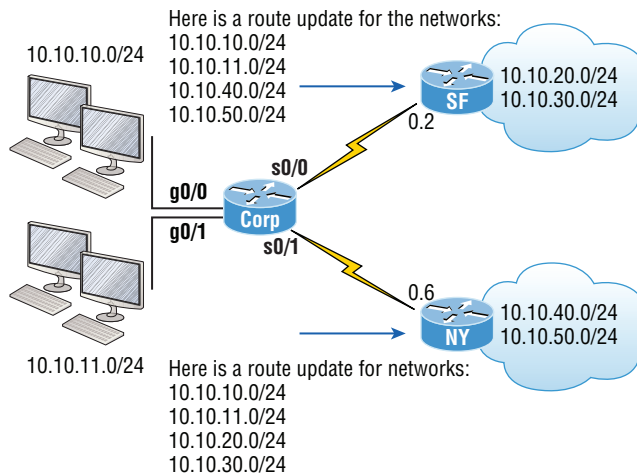 Here is a route update for the networks:
10.10.10.0/24
10.10.11.0/24
10.10.40.0/24
10.10.50.0/24
10.10.10.0/24
10.10.20.0/24
10.10.30.0/24
SF
0.2
s0/0
g0/0
Corp
g0/1
s0/1
0.6
10.10.40.0/24
10.10.50.0/24
NY
10.10.11.0/24
Here is a route update for networks:
10.10.10.0/24
10.10.11.0/24
10.10.20.0/24
10.10.30.0/24